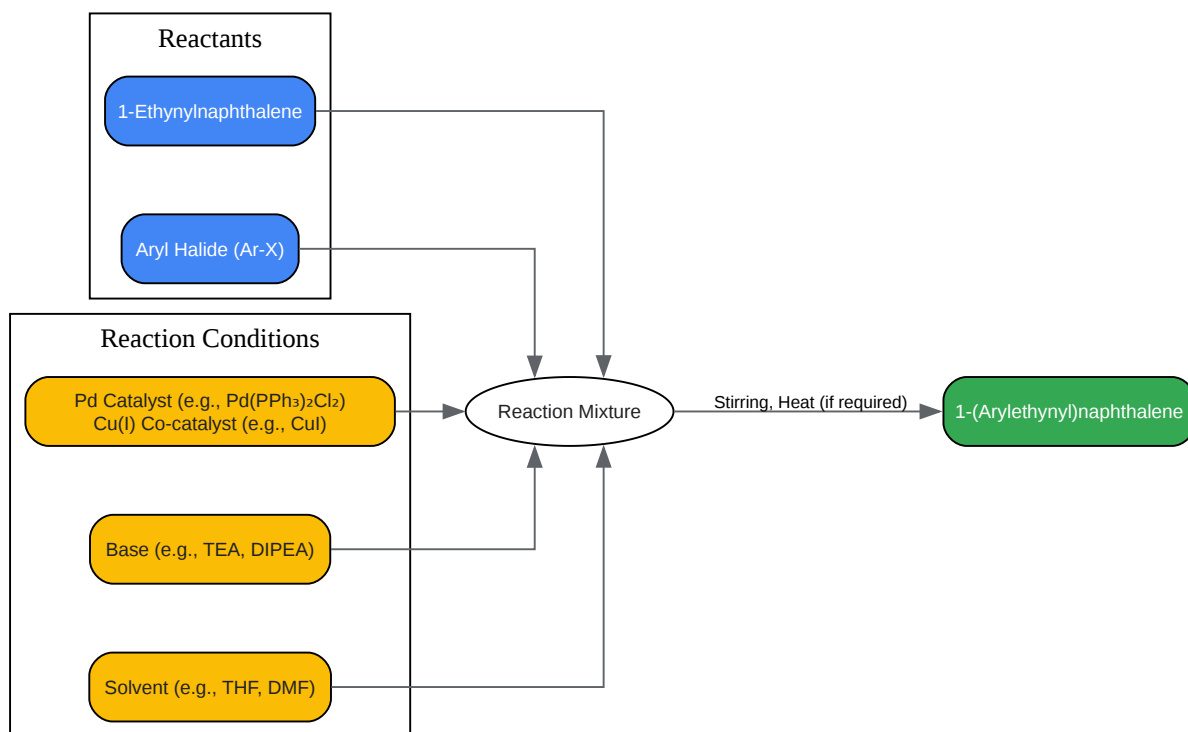 Reactants
1-Ethynylnaphthalene
Aryl Halide (Ar-X)
Reaction Conditions
Pd Catalyst (e.g., Pd(PPh₃)₂Cl₂)
Cu(I) Co-catalyst (e.g., CuI)
Base (e.g., TEA, DIPEA)
Solvent (e.g., THF, DMF)
Reaction Mixture
Stirring, Heat (if required)
1-(Arylethynyl)naphthalene